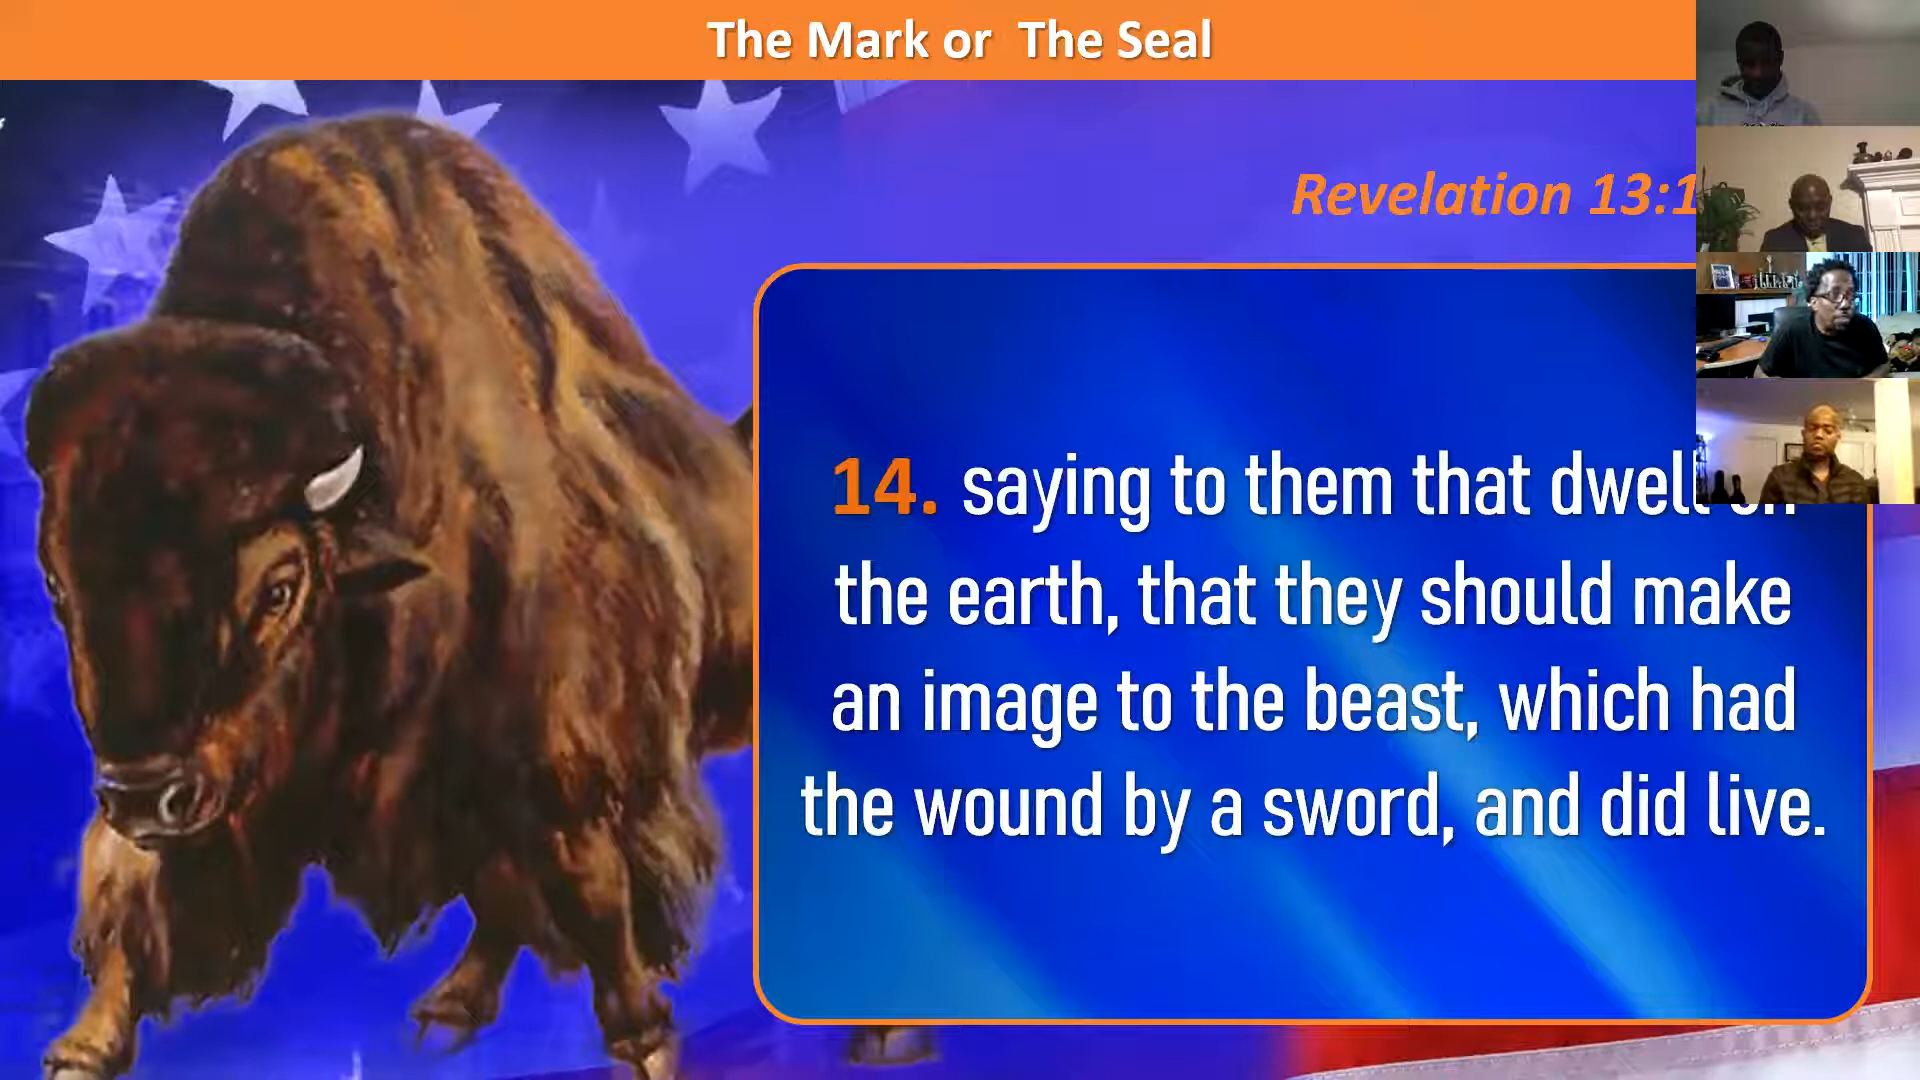 The Mark or The Seal
Revelation 13:1
14. saying to them that dwell
the earth, that they should make
an image to the beast, which had
the wound by a sword, and did live.